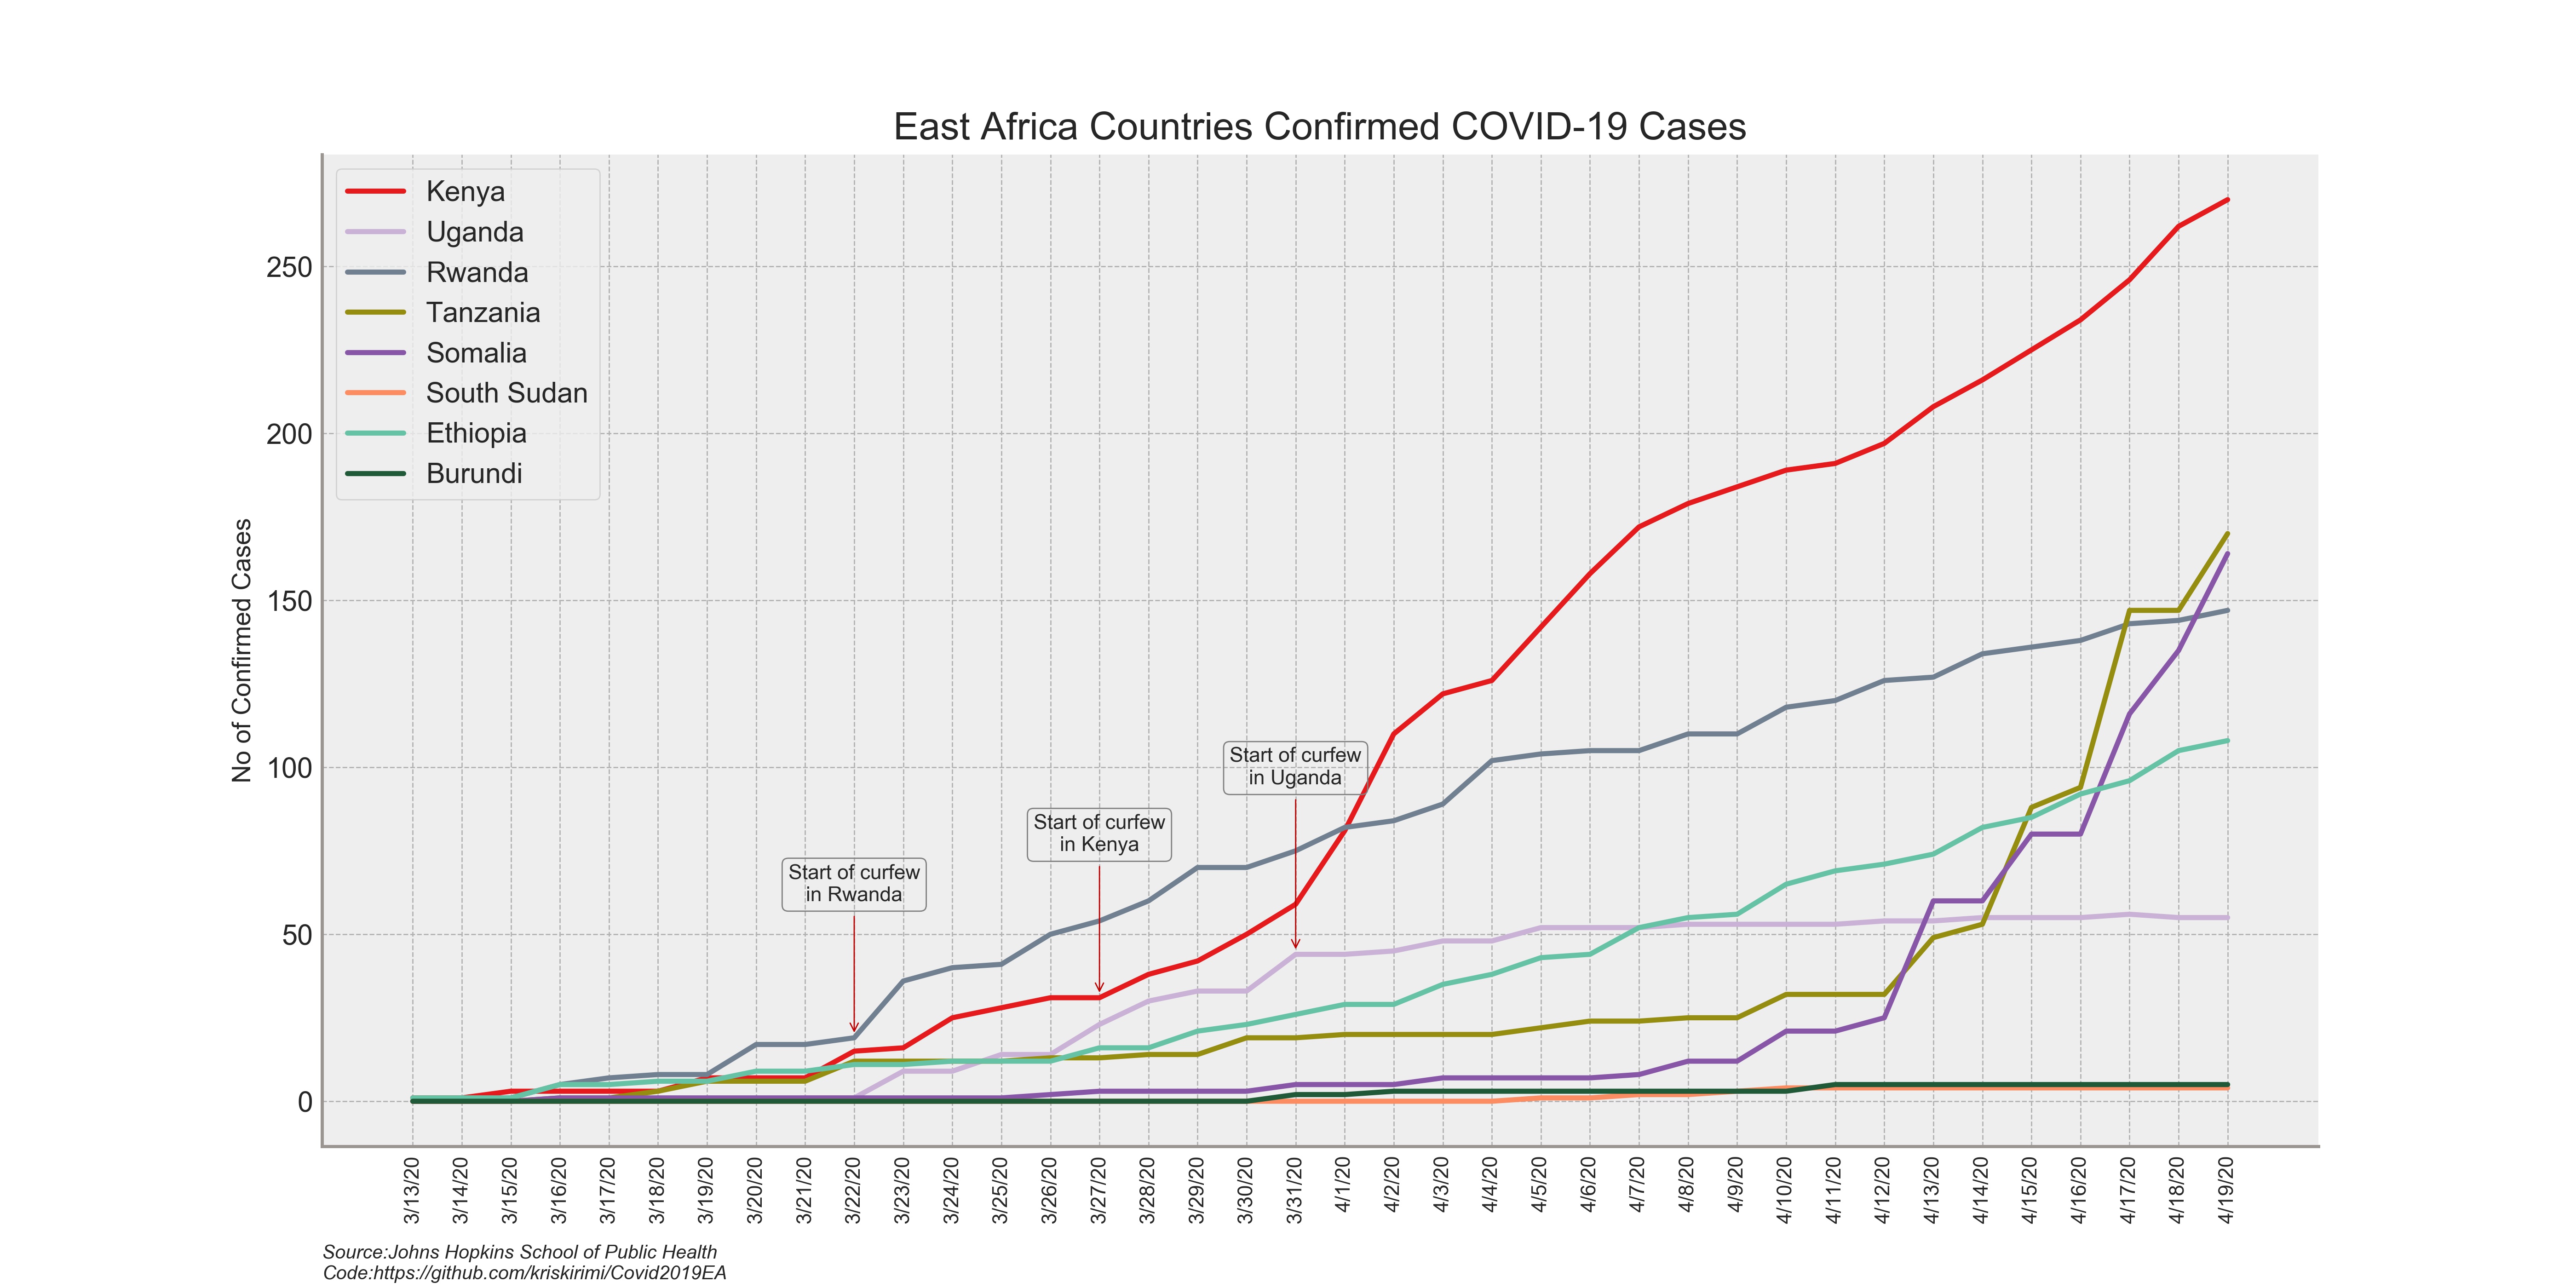 East Africa Countries Confirmed COVID-19 Cases
Kenya
Uganda
Rwanda
Tanzania
Somalia
South Sudan
Ethiopia
Burundi
No of Confirmed Cases
250
200
150
100
50
0
Start of curfew
in Rwanda
Start of curfew
in Kenya
Start of curfew
in Uganda
3/13/20
3/14/20
3/15/20
3/16/20
3/17/20
3/18/20
3/19/20
3/20/20
3/21/20
3/22/20
3/23/20
3/24/20
3/25/20
3/26/20
3/27/20
3/28/20
3/29/20
3/30/20
3/31/20
4/1/20
4/2/20
4/3/20
4/4/20
4/5/20
4/6/20
4/7/20
4/8/20
4/9/20
4/10/20
4/11/20
4/12/20
4/13/20
4/14/20
4/15/20
4/16/20
4/17/20
4/18/20
4/19/20
Source:Johns Hopkins School of Public Health
Code:https://github.com/kriskirimi/Covid2019EA